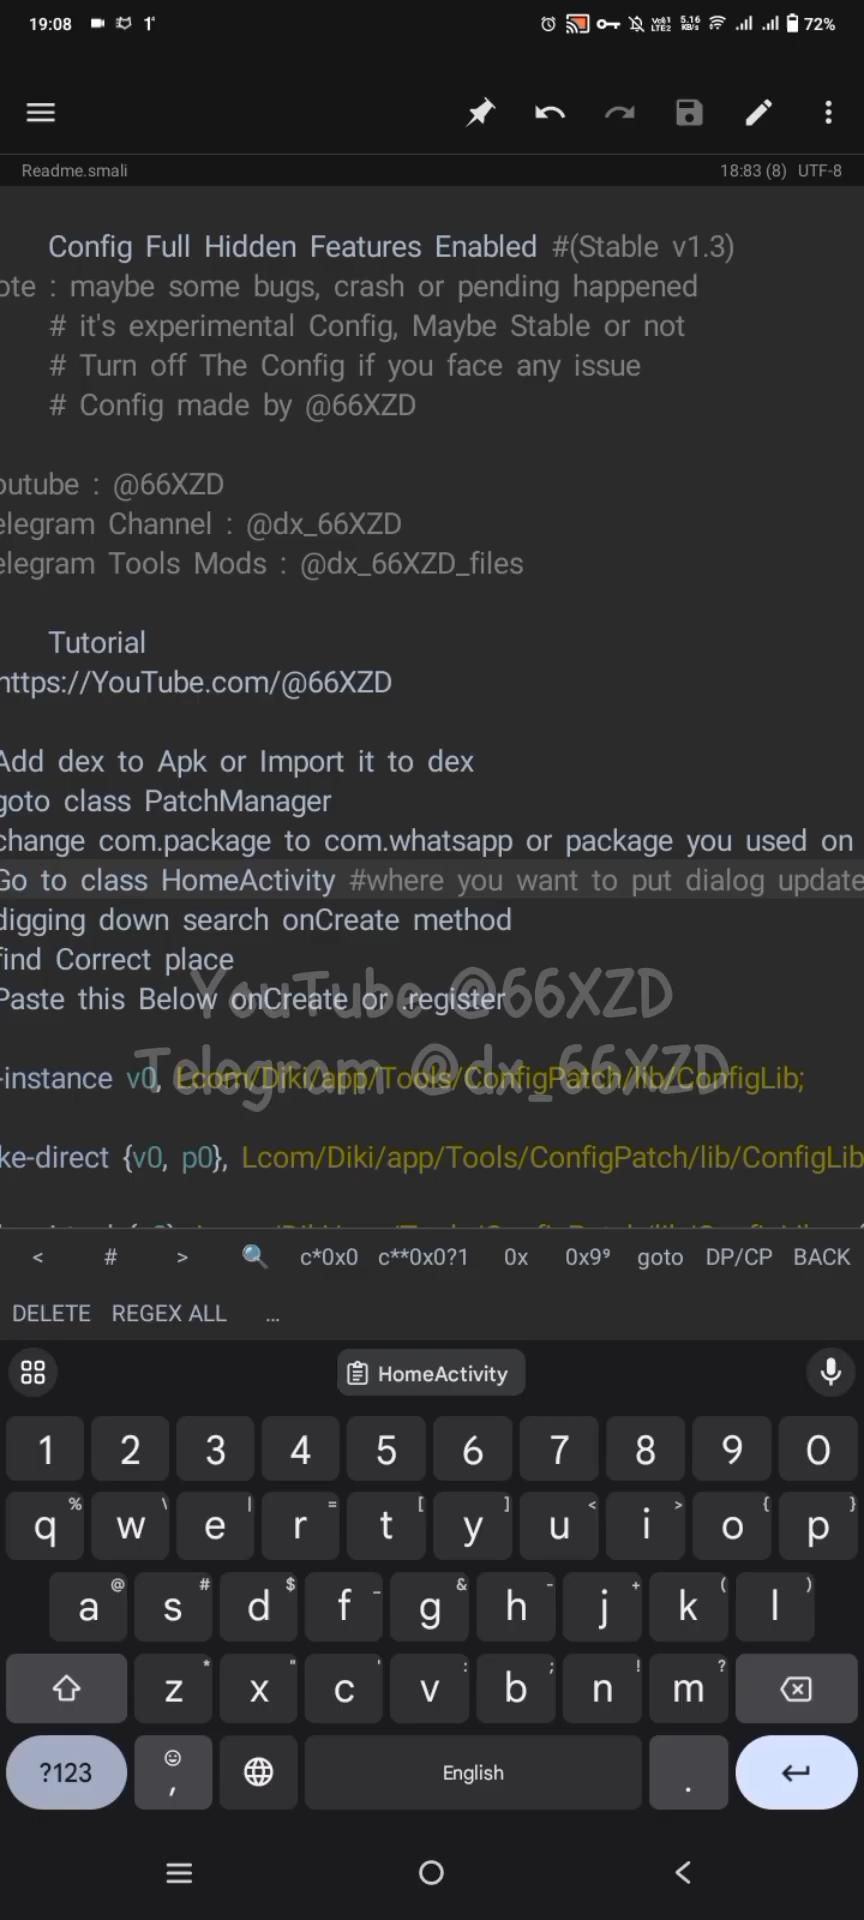 19:08
Vo)) 1 LTE2 5.16 KB/s 72%
Readme.smali 18:83 (8) UTF-8
Config Full Hidden Features Enabled #(Stable v1.3)
ote : maybe some bugs, crash or pending happened
# it's experimental Config, Maybe Stable or not
# Turn off The Config if you face any issue
# Config made by @66XZD
outube : @66XZD
elegram Channel : @dx_66XZD
elegram Tools Mods : @dx_66XZD_files
Tutorial
https://YouTube.com/@66XZD
Add dex to Apk or Import it to dex
goto class PatchManager
change com.package to com.whatsapp or package you used on
Go to class HomeActivity #where you want to put dialog update
digging down search onCreate method
find Correct place
YouTube @66XZD
Paste this Below onCreate or .register
Telegram @dx_66XZD
-instance v0, Lcom/Diki/app/Tools/ConfigPatch/lib/ConfigLib;
ke-direct {v0, p0}, Lcom/Diki/app/Tools/ConfigPatch/lib/ConfigLib
< # > c*0x0 c**0x0?1 0x 0x9⁹ goto DP/CP BACK
DELETE REGEX ALL ...
HomeActivity
1 2 3 4 5 6 7 8 9 0
% \ | = [ ] < > { }
q w e r t y u i o p
@ # $ _ & - + ( )
a s d f g h j k l
* " ' : ; ! ?
z x c v b n m
?123 , English .